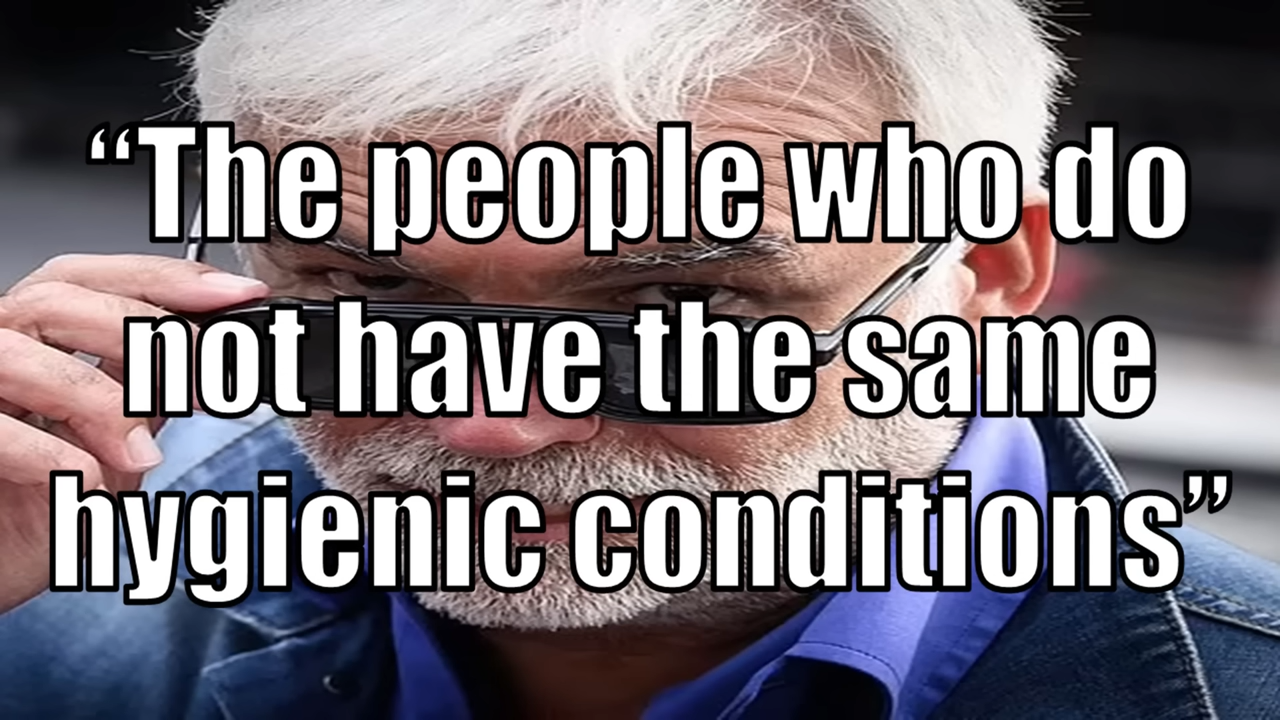 “The people who do
not have the same
hygienic conditions”